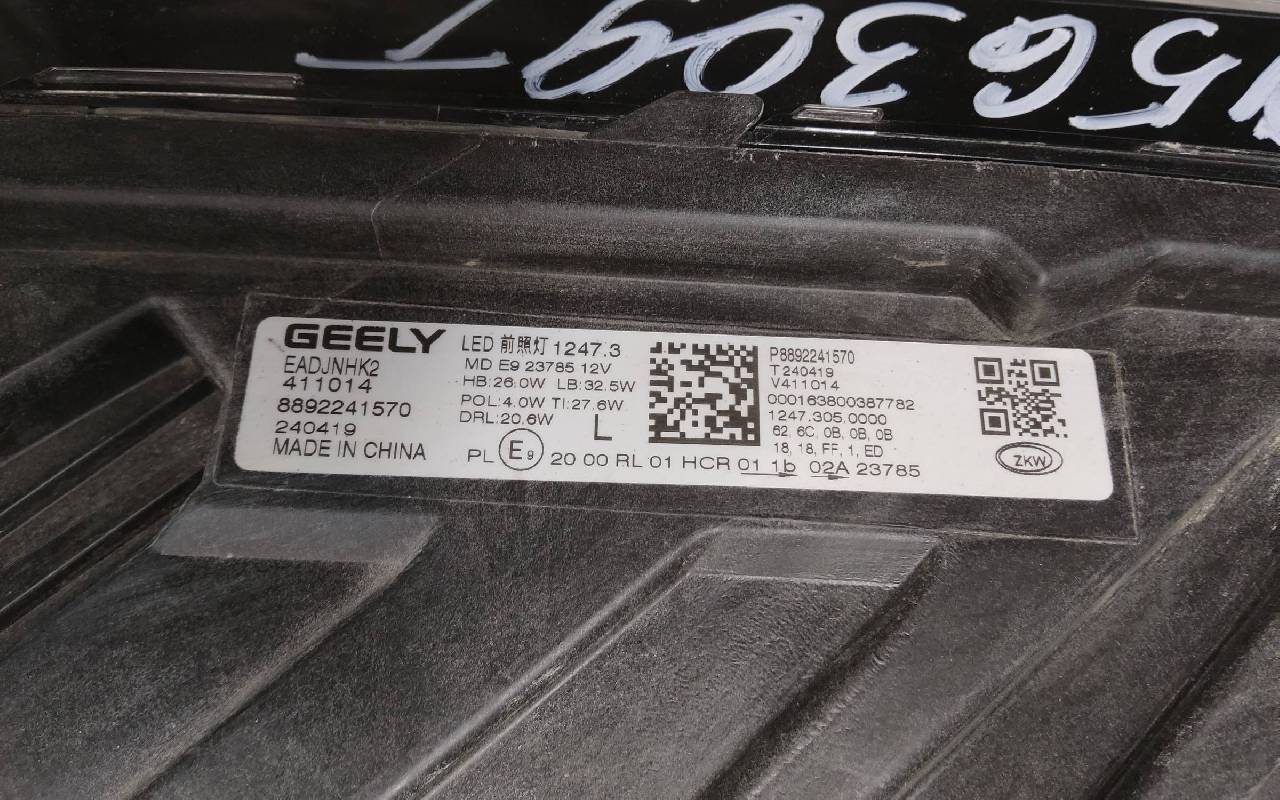 GEELY
EADJNHK2
411014
8892241570
240419
MADE IN CHINA
LED 前照灯 1247.3
MD E9 23785 12V
HB:26.0W LB:32.5W
POL:4.0W TI:27.6W
DRL:20.6W
L
PL E9 20 00 RL 01 HCR 01 1b 02A 23785
P8892241570
T240419
V411014
000163800387782
1247.305.0000
62, 6C, 0B, 0B, 0B
18, 18, FF, 1, ED
ZKW